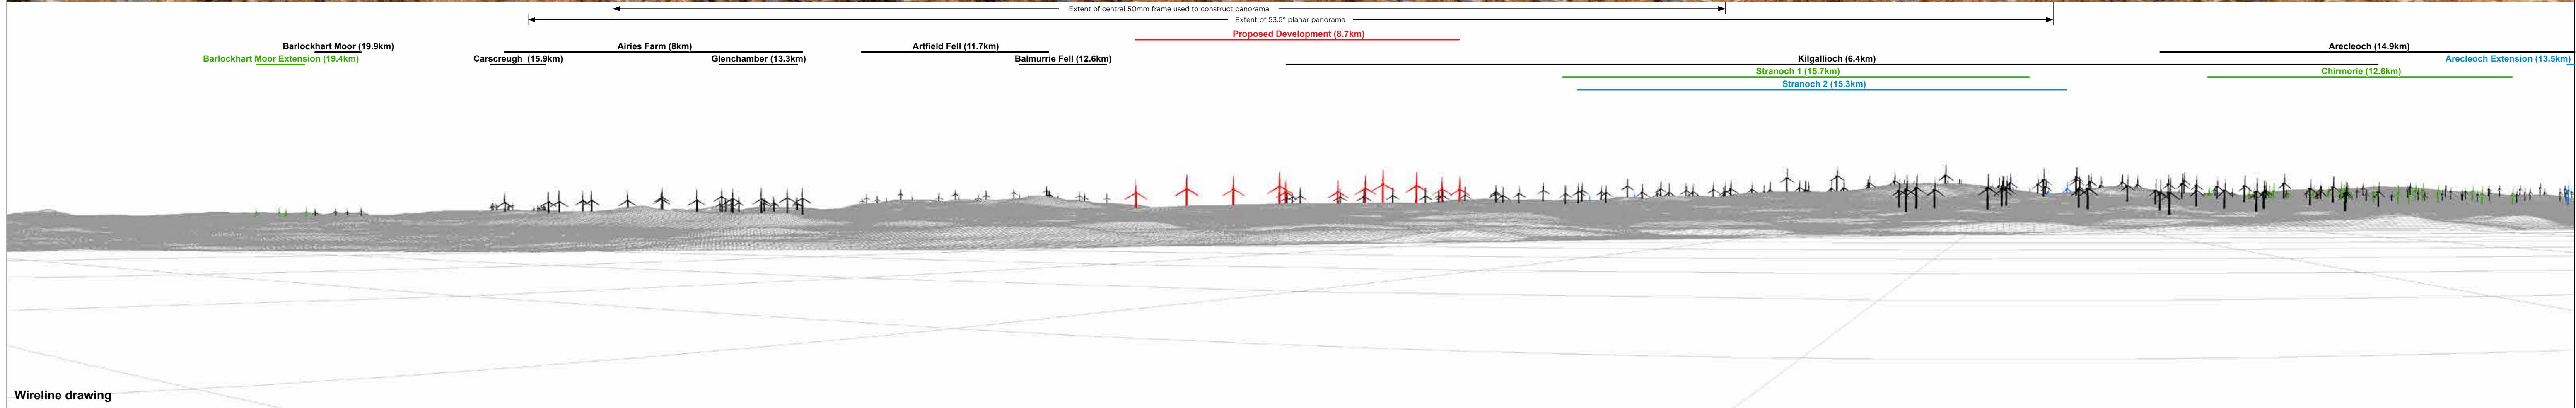 Extent of central 50mm frame used to construct panorama
Extent of 53.5° planar panorama
Proposed Development (8.7km)
Barlockhart Moor (19.9km) Airies Farm (8km) Artfield Fell (11.7km) Arecleoch (14.9km)
Barlockhart Moor Extension (19.4km) Carscreugh (15.9km) Glenchamber (13.3km) Balmurrie Fell (12.6km) Kilgallioch (6.4km) Arecleoch Extension (13.5km)
Stranoch 1 (15.7km) Chirmorie (12.6km)
Stranoch 2 (15.3km)
Wireline drawing